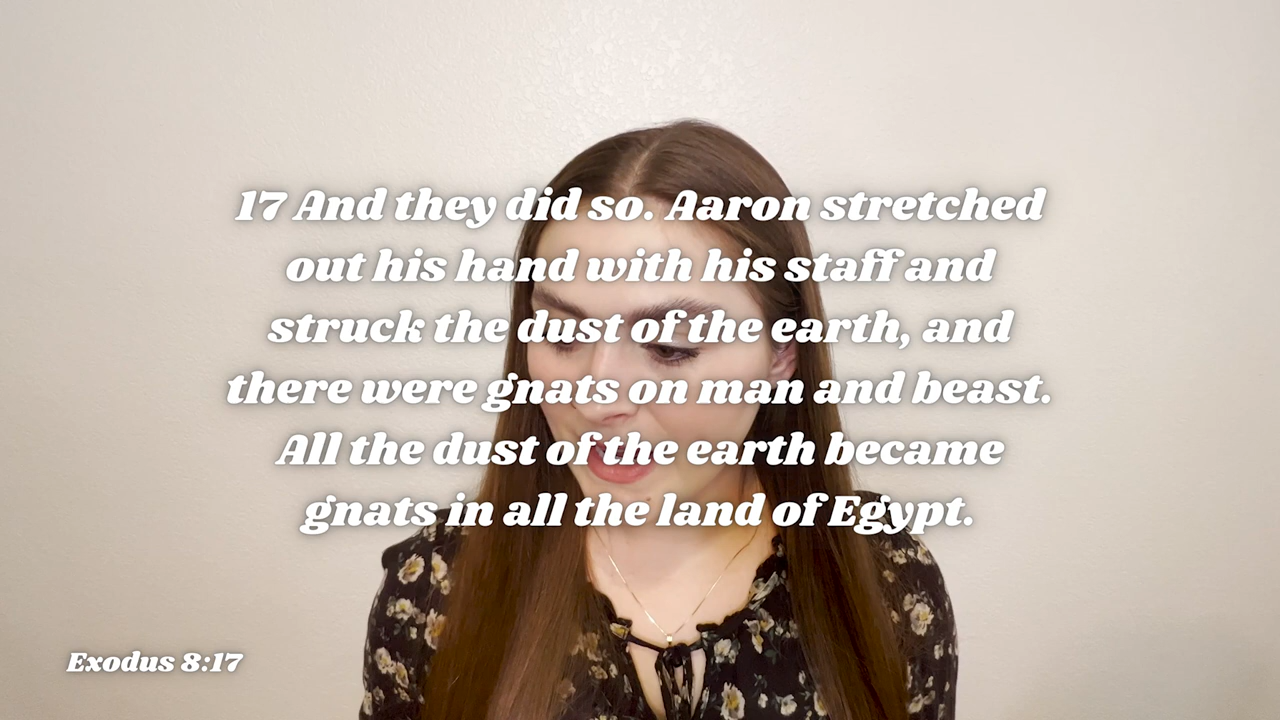 17 And they did so. Aaron stretched
out his hand with his staff and
struck the dust of the earth, and
there were gnats on man and beast.
All the dust of the earth became
gnats in all the land of Egypt.
Exodus 8:17